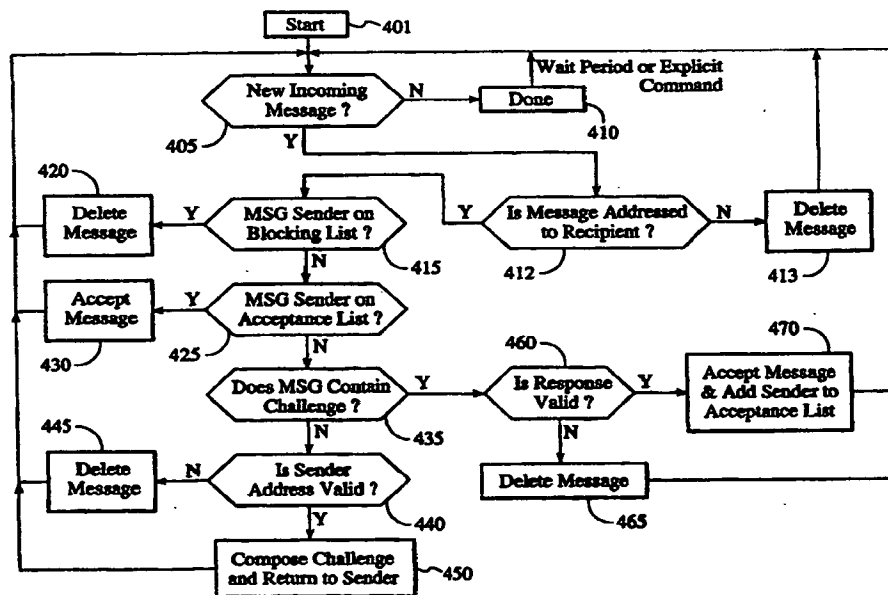 Start
401
New Incoming
Message ?
405
N
Y
Done
410
Wait Period or Explicit
Command
420
Delete
Message
Y
MSG Sender on
Blocking List ?
415
N
Y
Is Message Addressed
to Recipient ?
412
N
Delete
Message
413
Accept
Message
430
Y
MSG Sender on
Acceptance List ?
425
N
Does MSG Contain
Challenge ?
435
Y
N
460
Is Response
Valid ?
Y
N
470
Accept Message
& Add Sender to
Acceptance List
Delete Message
465
445
Delete
Message
N
Is Sender
Address Valid ?
440
Y
Compose Challenge
and Return to Sender
450